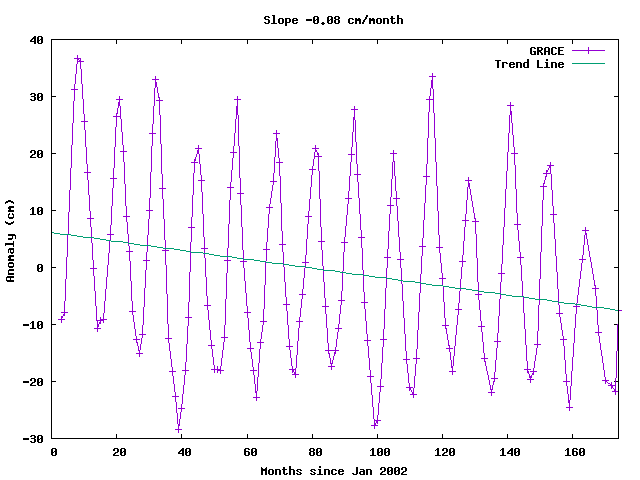 Slope -0.08 cm/month
GRACE
Trend Line
40
30
20
10
0
-10
-20
-30
Anomaly (cm)
0 20 40 60 80 100 120 140 160
Months since Jan 2002